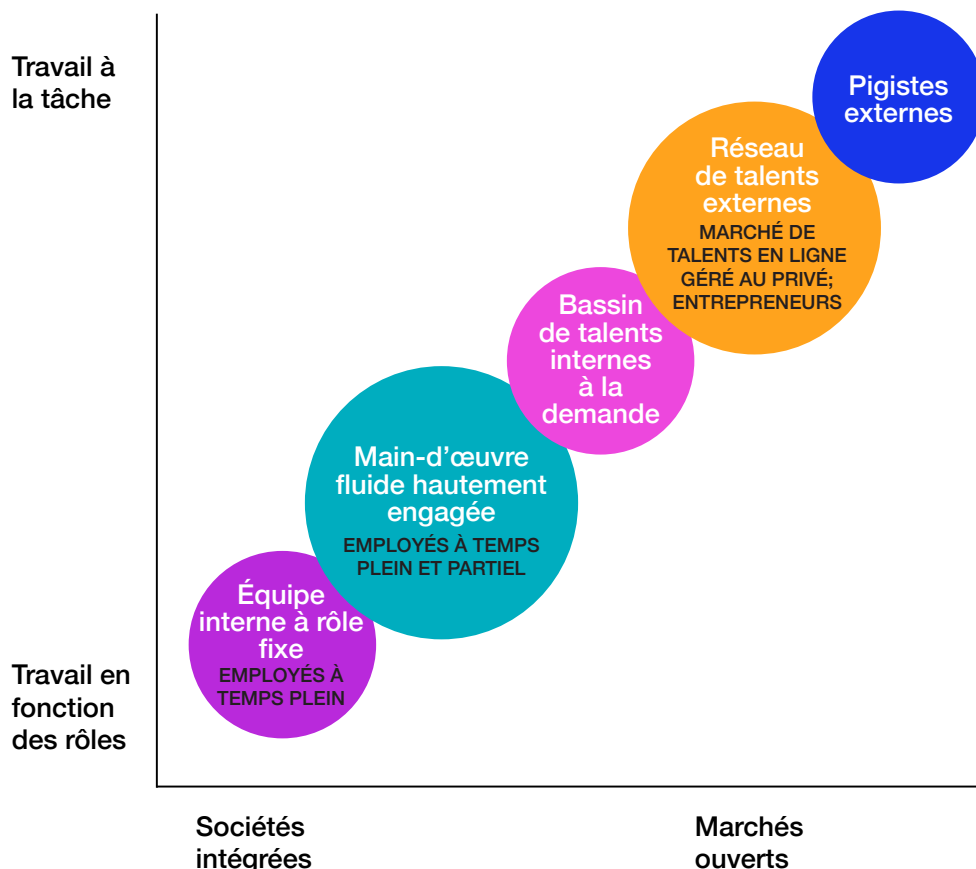 Travail à
la tâche
Pigistes
externes
Réseau
de talents
externes
MARCHÉ DE
TALENTS EN LIGNE
GÉRÉ AU PRIVÉ;
ENTREPRENEURS
Bassin
de talents
internes
à la
demande
Main-d’œuvre
fluide hautement
engagée
EMPLOYÉS À TEMPS
PLEIN ET PARTIEL
Équipe
interne à rôle
fixe
EMPLOYÉS À
TEMPS PLEIN
Travail en
fonction
des rôles
Sociétés
intégrées
Marchés
ouverts